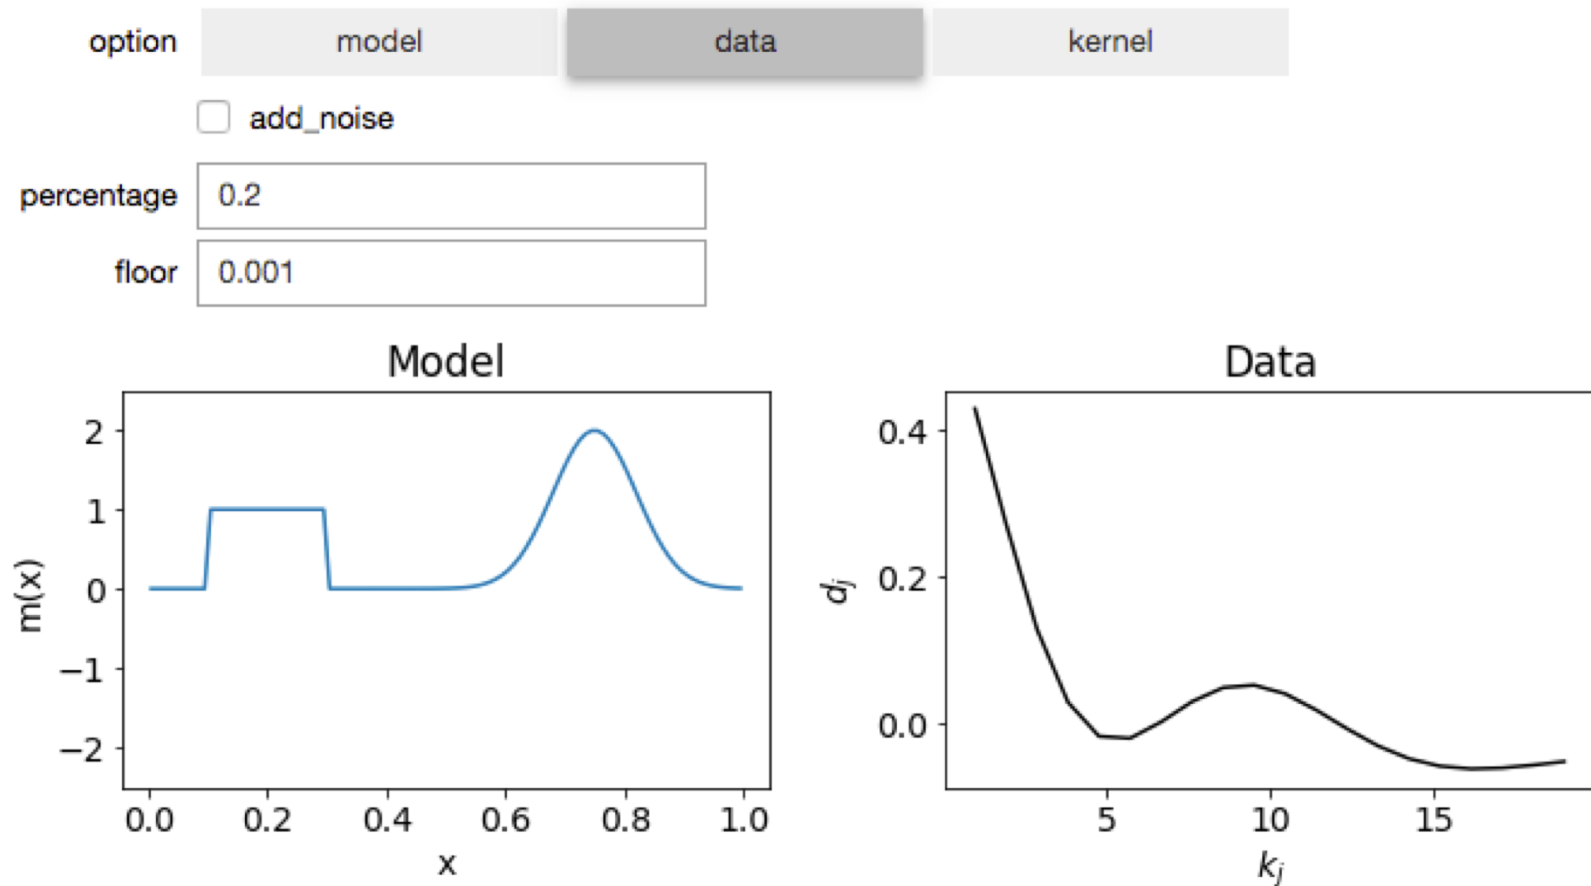 option model data kernel
add_noise
percentage 0.2
floor 0.001
Model
2
1
0
−1
−2
m(x)
0.0 0.2 0.4 0.6 0.8 1.0
x
Data
0.4
0.2
0.0
d_j
5 10 15
k_j